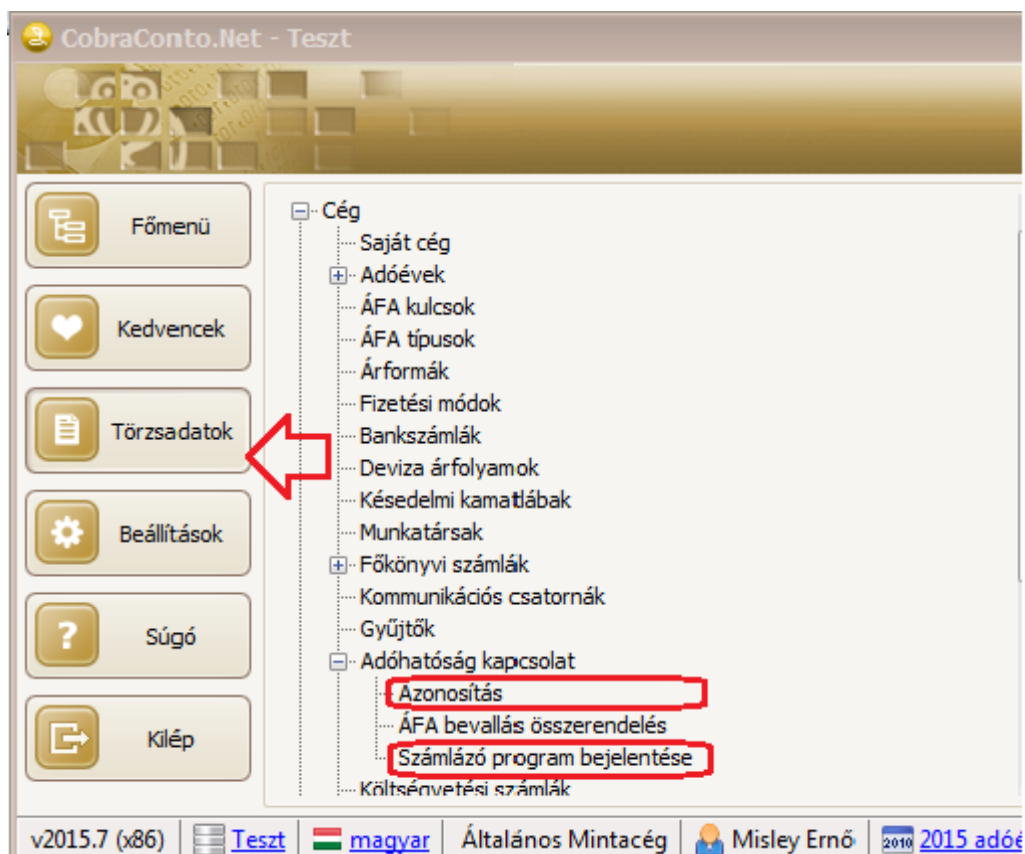 CobraConto.Net - Teszt
Főmenü
Kedvencek
Törzsadatok
Beállítások
Súgó
Kilép
Cég
Saját cég
Adóévek
ÁFA kulcsok
ÁFA típusok
Árformák
Fizetési módok
Bankszámlák
Deviza árfolyamok
Késedelmi kamatlábak
Munkatársak
Főkönyvi számlák
Kommunikációs csatornák
Gyűjtők
Adóhatóság kapcsolat
Azonosítás
ÁFA bevallás összerendelés
Számlázó program bejelentése
Költségvetési számlák
v2015.7 (x86) Teszt magyar Általános Mintacég Misley Ernő 2010 2015 adóé